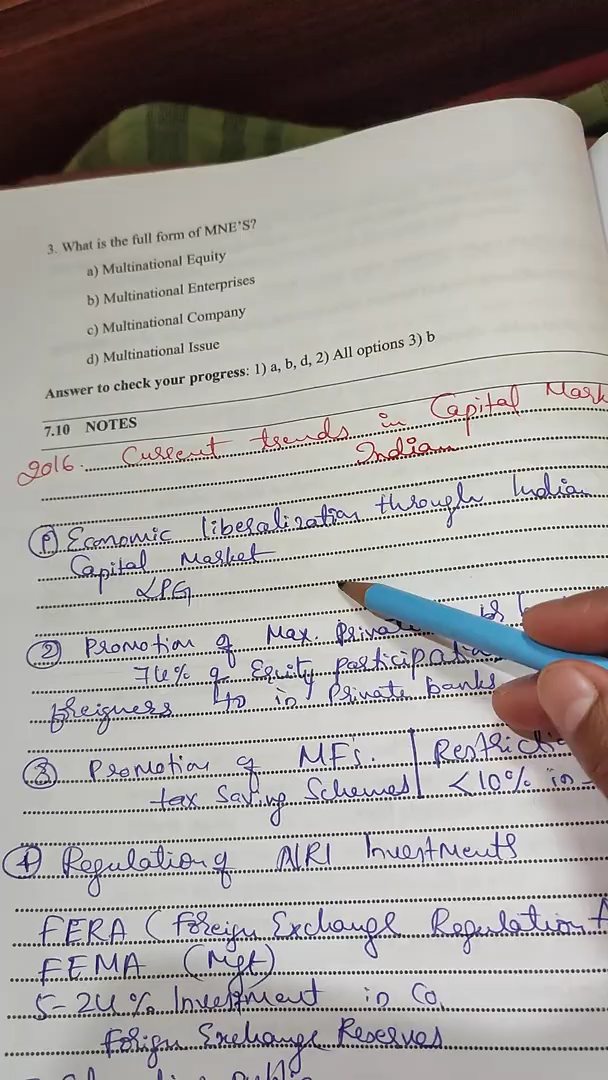 3. What is the full form of MNE'S?
a) Multinational Equity
b) Multinational Enterprises
c) Multinational Company
d) Multinational Issue
Answer to check your progress: 1) a, b, d, 2) All options 3) b
7.10 NOTES
2016. Current trends in Capital Mark
Indian
① Economic liberalization through Indian
Capital Market
LPG
② Promotion of Max. Priva
74% of Equity participat
foreigners to in Private banks
③ Promotion of MFs. Restric
tax Saving Schemes <10% in
④ Regulation of NRI Investments
FERA (Foreign Exchange Regulation A
FEMA (Mgt)
5-24% Investment in Co.
Foreign Exchange Reserves